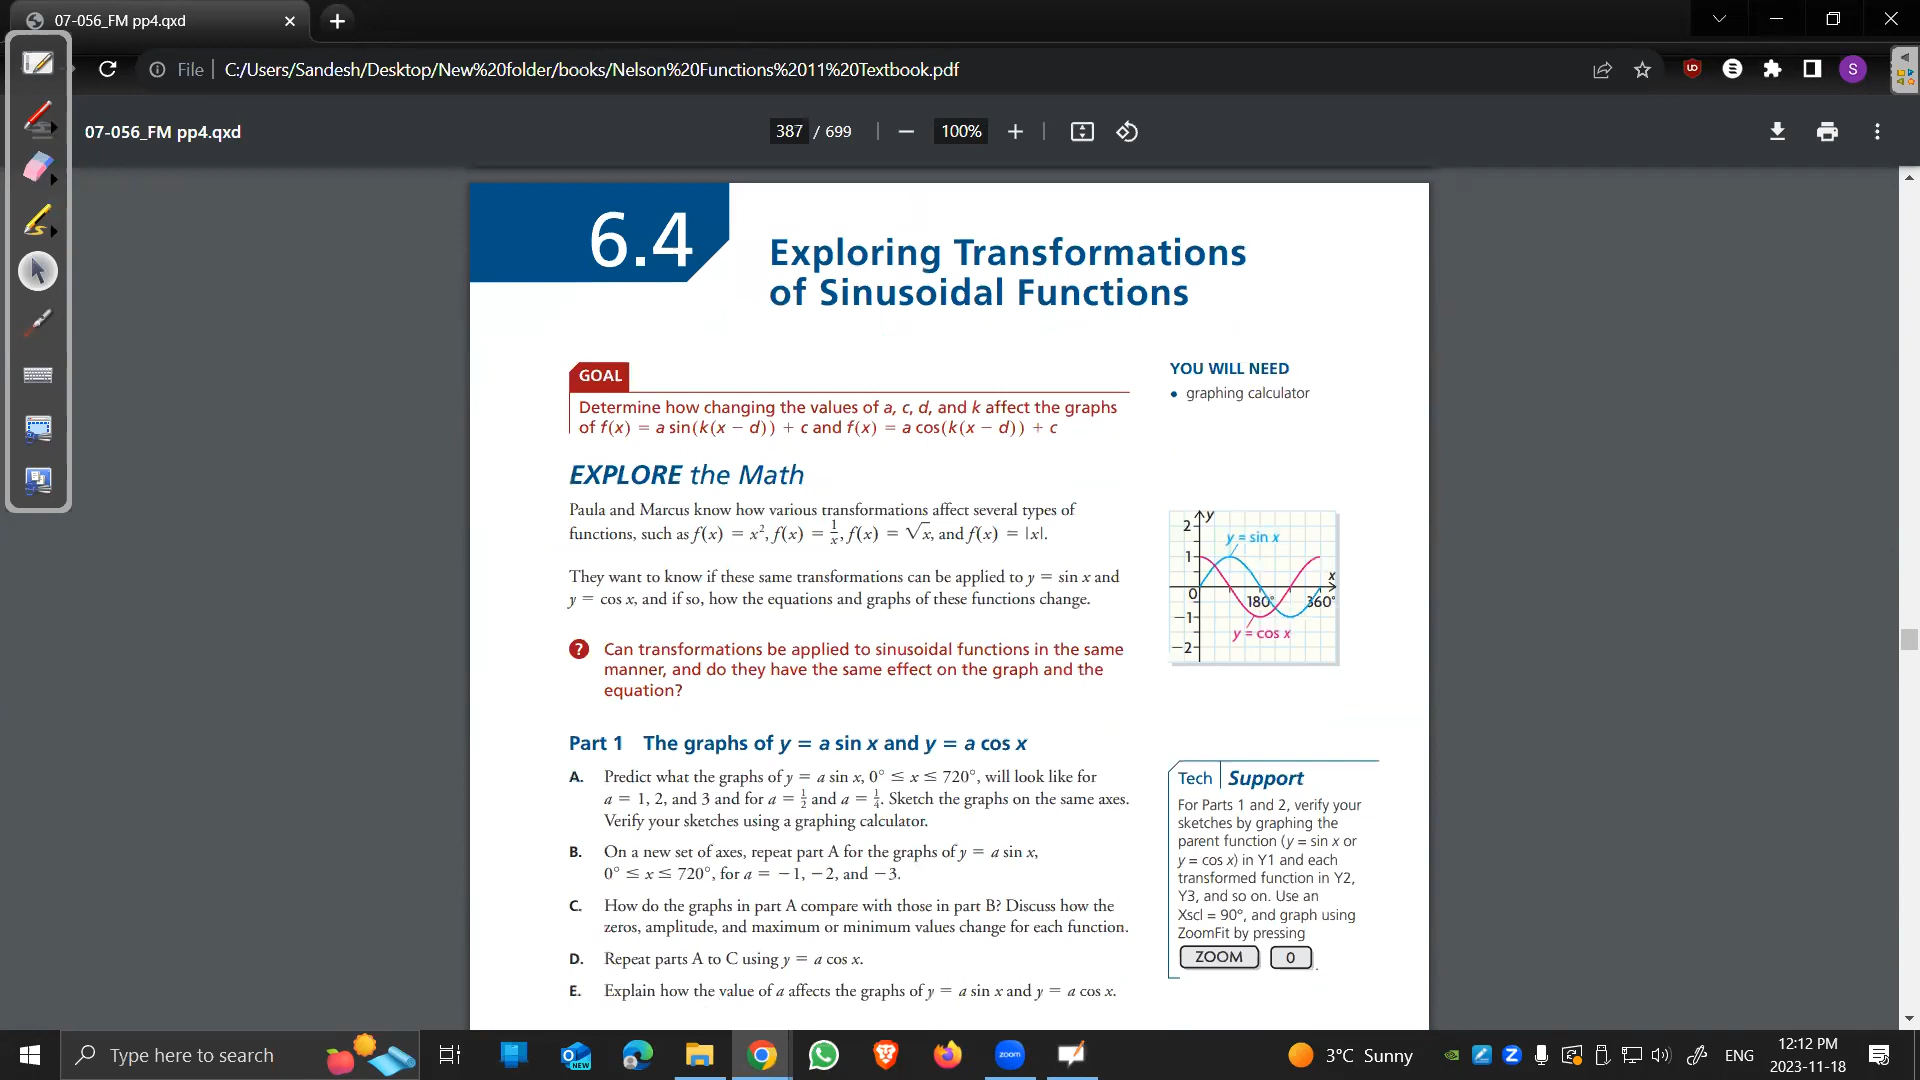 07-056_FM pp4.qxd
File
C:/Users/Sandesh/Desktop/New%20folder/books/Nelson%20Functions%2011%20Textbook.pdf
S
07-056_FM pp4.qxd
387 / 699
100%
6.4
Exploring Transformations
of Sinusoidal Functions
GOAL
Determine how changing the values of a, c, d, and k affect the graphs
of f(x) = a sin(k(x − d)) + c and f(x) = a cos(k(x − d)) + c
YOU WILL NEED
• graphing calculator
EXPLORE the Math
Paula and Marcus know how various transformations affect several types of
functions, such as f(x) = x², f(x) = 1/x, f(x) = √x, and f(x) = |x|.
They want to know if these same transformations can be applied to y = sin x and
y = cos x, and if so, how the equations and graphs of these functions change.
2
y
y = sin x
1
x
0
180°
360°
−1
y = cos x
−2
? Can transformations be applied to sinusoidal functions in the same
manner, and do they have the same effect on the graph and the
equation?
Part 1 The graphs of y = a sin x and y = a cos x
A. Predict what the graphs of y = a sin x, 0° ≤ x ≤ 720°, will look like for
a = 1, 2, and 3 and for a = 1/2 and a = 1/4. Sketch the graphs on the same axes.
Verify your sketches using a graphing calculator.
B. On a new set of axes, repeat part A for the graphs of y = a sin x,
0° ≤ x ≤ 720°, for a = −1, −2, and −3.
C. How do the graphs in part A compare with those in part B? Discuss how the
zeros, amplitude, and maximum or minimum values change for each function.
D. Repeat parts A to C using y = a cos x.
E. Explain how the value of a affects the graphs of y = a sin x and y = a cos x.
Tech Support
For Parts 1 and 2, verify your
sketches by graphing the
parent function (y = sin x or
y = cos x) in Y1 and each
transformed function in Y2,
Y3, and so on. Use an
Xscl = 90°, and graph using
ZoomFit by pressing
ZOOM 0 .
Type here to search
NEW
zoom
3°C Sunny
Z
ENG
12:12 PM
2023-11-18